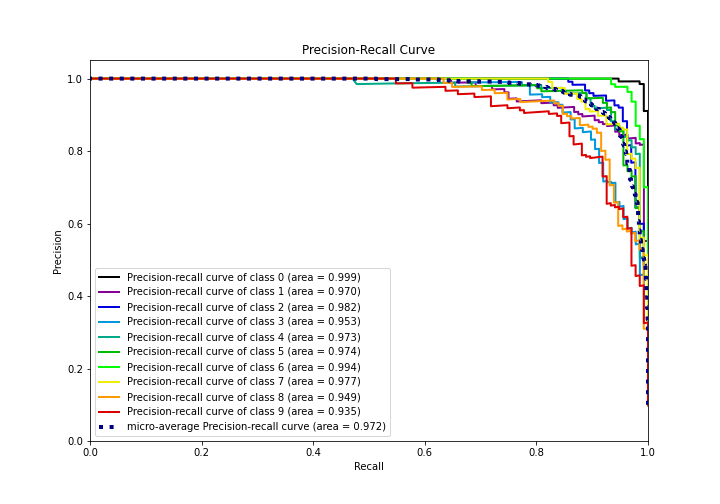 Precision-Recall Curve
1.0
0.8
0.6
0.4
0.2
0.0
Precision
Precision-recall curve of class 0 (area = 0.999)
Precision-recall curve of class 1 (area = 0.970)
Precision-recall curve of class 2 (area = 0.982)
Precision-recall curve of class 3 (area = 0.953)
Precision-recall curve of class 4 (area = 0.973)
Precision-recall curve of class 5 (area = 0.974)
Precision-recall curve of class 6 (area = 0.994)
Precision-recall curve of class 7 (area = 0.977)
Precision-recall curve of class 8 (area = 0.949)
Precision-recall curve of class 9 (area = 0.935)
micro-average Precision-recall curve (area = 0.972)
0.0 0.2 0.4 0.6 0.8 1.0
Recall